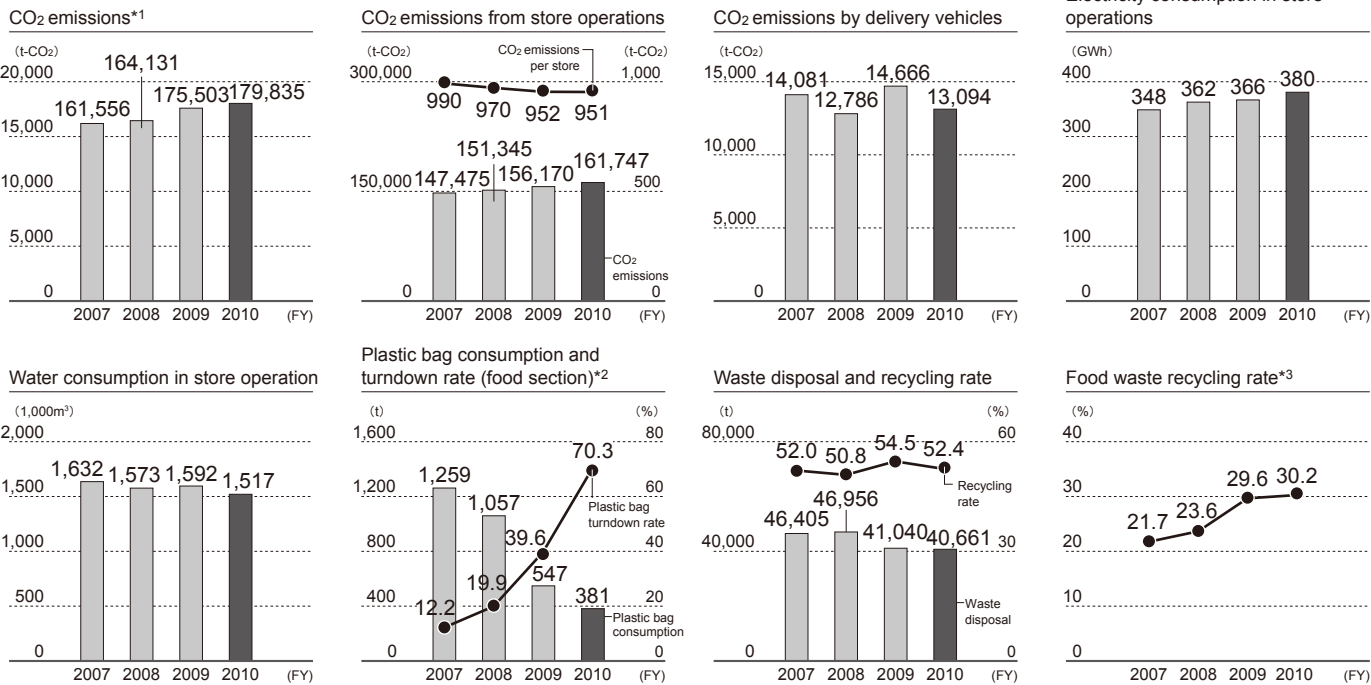 CO2 emissions*1
（t-CO2）
20,000
15,000
10,000
5,000
0
161,556
164,131
175,503
179,835
2007 2008 2009 2010 (FY)
CO2 emissions from store operations
（t-CO2） （t-CO2）
300,000 1,000
150,000 500
0 0
CO2 emissions
per store
990 970 952 951
147,475
151,345
156,170
161,747
CO2
emissions
2007 2008 2009 2010 (FY)
CO2 emissions by delivery vehicles
（t-CO2）
15,000
10,000
5,000
0
14,081
12,786
14,666
13,094
2007 2008 2009 2010 (FY)
Electricity consumption in store
operations
（GWh）
400
300
200
100
0
348 362 366 380
2007 2008 2009 2010 (FY)
Water consumption in store operation
（1,000m³）
2,000
1,500
1,000
500
0
1,632 1,573 1,592 1,517
2007 2008 2009 2010 (FY)
Plastic bag consumption and
turndown rate (food section)*2
（t） （%）
1,600 80
1,200 60
800 40
400 20
0 0
1,259
1,057
547
381
12.2
19.9
39.6
70.3
Plastic bag
turndown rate
Plastic bag
consumption
2007 2008 2009 2010 (FY)
Waste disposal and recycling rate
（t） （%）
80,000 60
40,000 30
0 0
52.0 50.8 54.5 52.4
Recycling
rate
46,405
46,956
41,040
40,661
Waste
disposal
2007 2008 2009 2010 (FY)
Food waste recycling rate*3
（%）
40
30
20
10
0
21.7 23.6 29.6 30.2
2007 2008 2009 2010 (FY)